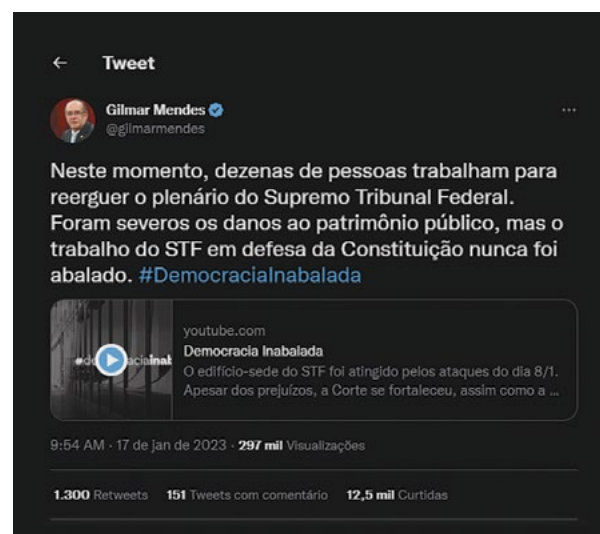 ← Tweet
Gilmar Mendes
@gilmarmendes
Neste momento, dezenas de pessoas trabalham para
reerguer o plenário do Supremo Tribunal Federal.
Foram severos os danos ao patrimônio público, mas o
trabalho do STF em defesa da Constituição nunca foi
abalado. #DemocraciaInabalada
#de aciainal
youtube.com
Democracia Inabalada
O edifício-sede do STF foi atingido pelos ataques do dia 8/1.
Apesar dos prejuízos, a Corte se fortaleceu, assim como a ...
9:54 AM · 17 de jan de 2023 · 297 mil Visualizações
1.300 Retweets 151 Tweets com comentário 12,5 mil Curtidas